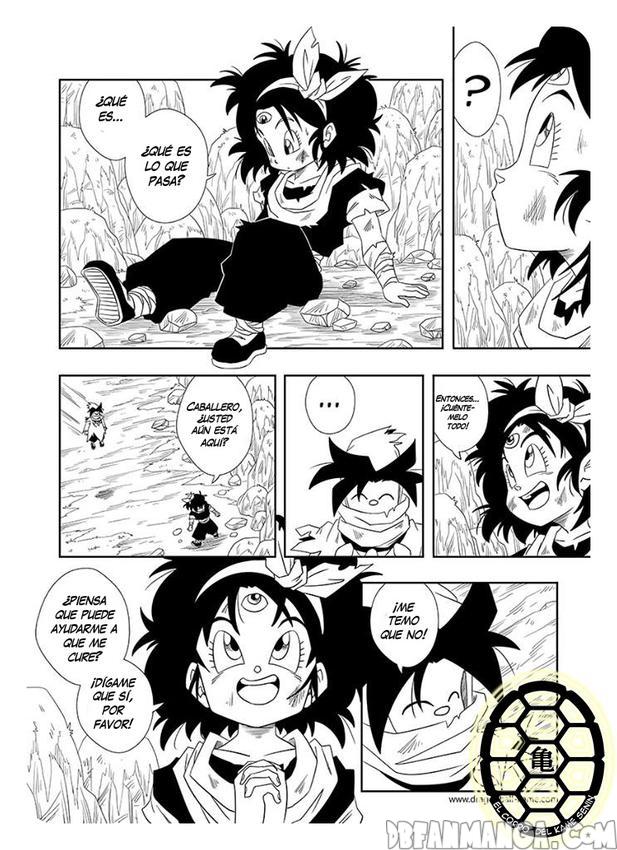 ¿QUÉ
ES...
¿QUÉ ES
LO QUE
PASA?
?
CABALLERO,
¿USTED
AÚN ESTÁ
AQUÍ?
...
ENTONCES...
¡CUÉNTE-
MELO
TODO!
¿PIENSA
QUE PUEDE
AYUDARME A
QUE ME
CURE?
¡DÍGAME
QUE SÍ,
POR
FAVOR!
¡ME
TEMO
QUE NO!
亀
EL CORRO DEL KAME SENIN
DBFANMANGA.COM